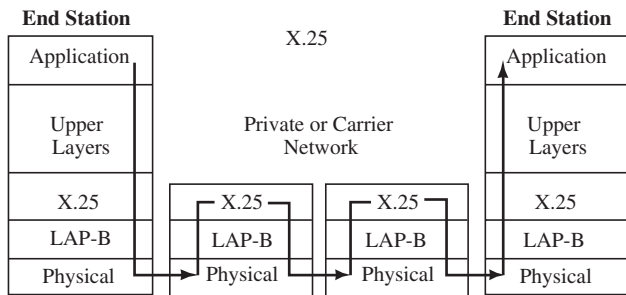 End Station
End Station
X.25
Application
Application
Upper
Layers
Private or Carrier
Network
Upper
Layers
X.25
X.25
X.25
X.25
LAP-B
LAP-B
LAP-B
LAP-B
Physical
Physical
Physical
Physical